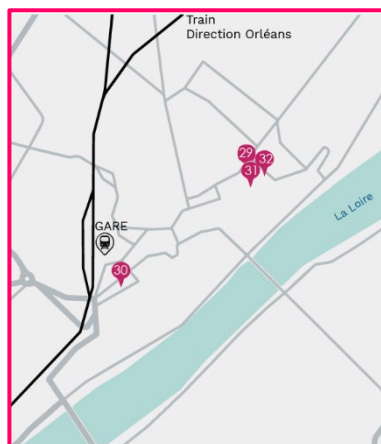 Train
Direction Orléans
29
32
31
La Loire
GARE
30